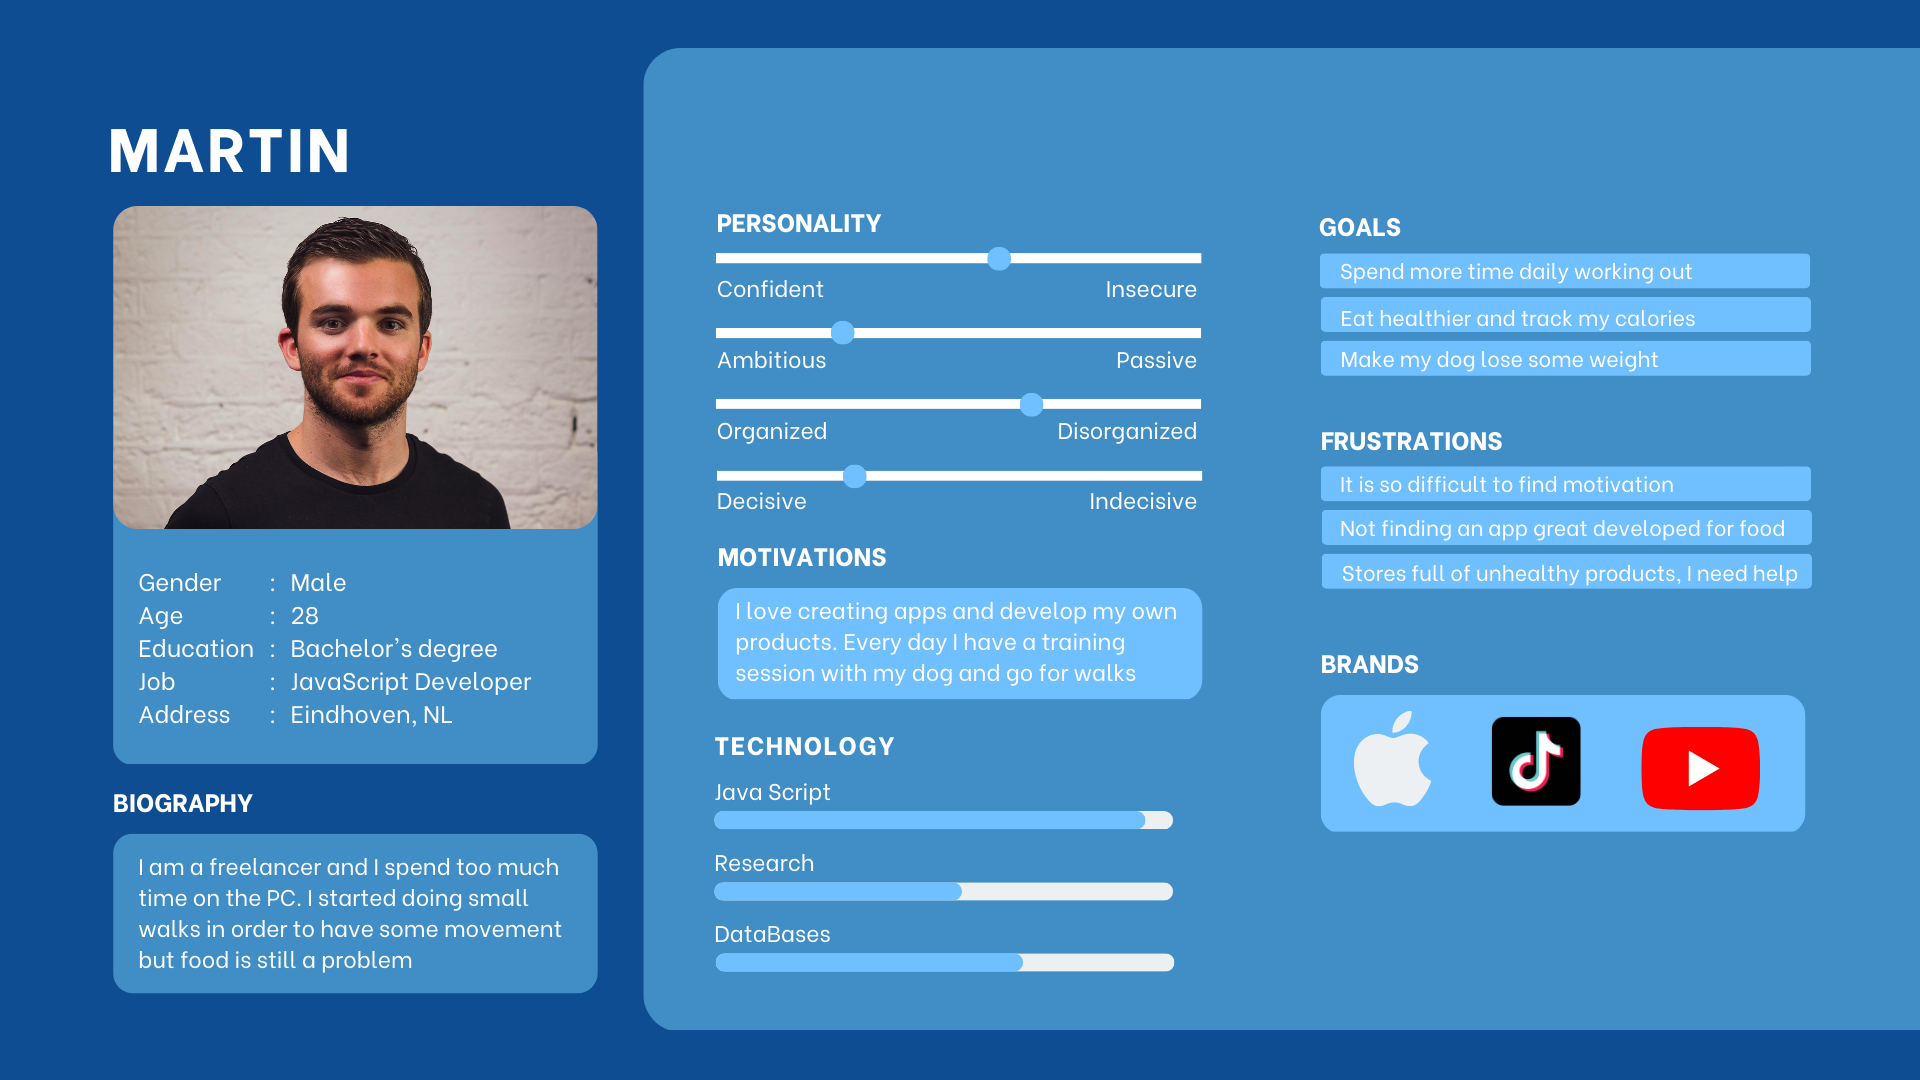 MARTIN
Gender : Male
Age : 28
Education : Bachelor's degree
Job : JavaScript Developer
Address : Eindhoven, NL
BIOGRAPHY
I am a freelancer and I spend too much
time on the PC. I started doing small
walks in order to have some movement
but food is still a problem
PERSONALITY
Confident Insecure
Ambitious Passive
Organized Disorganized
Decisive Indecisive
MOTIVATIONS
I love creating apps and develop my own
products. Every day I have a training
session with my dog and go for walks
TECHNOLOGY
Java Script
Research
DataBases
GOALS
Spend more time daily working out
Eat healthier and track my calories
Make my dog lose some weight
FRUSTRATIONS
It is so difficult to find motivation
Not finding an app great developed for food
Stores full of unhealthy products, I need help
BRANDS